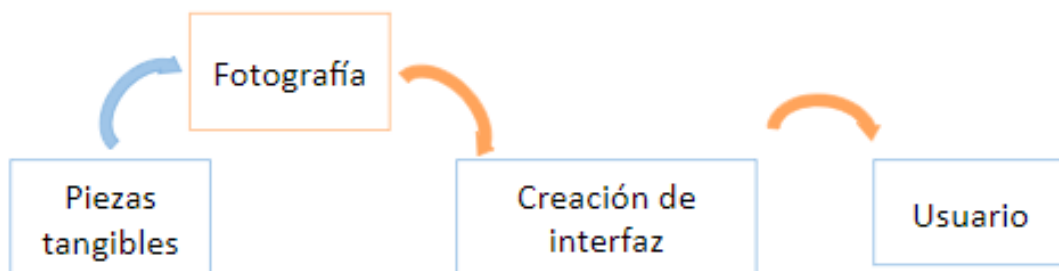 Fotografía
Piezas
tangibles
Creación de
interfaz
Usuario